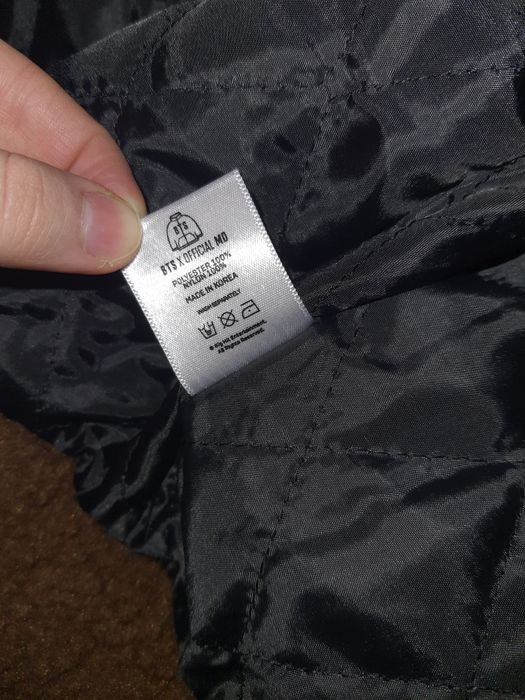 BTS
BTS X OFFICIAL MD
POLYESTER 100%
NYLON 100%
MADE IN KOREA
WASH SEPARATELY
© Big Hit Entertainment.
All Rights Reserved.